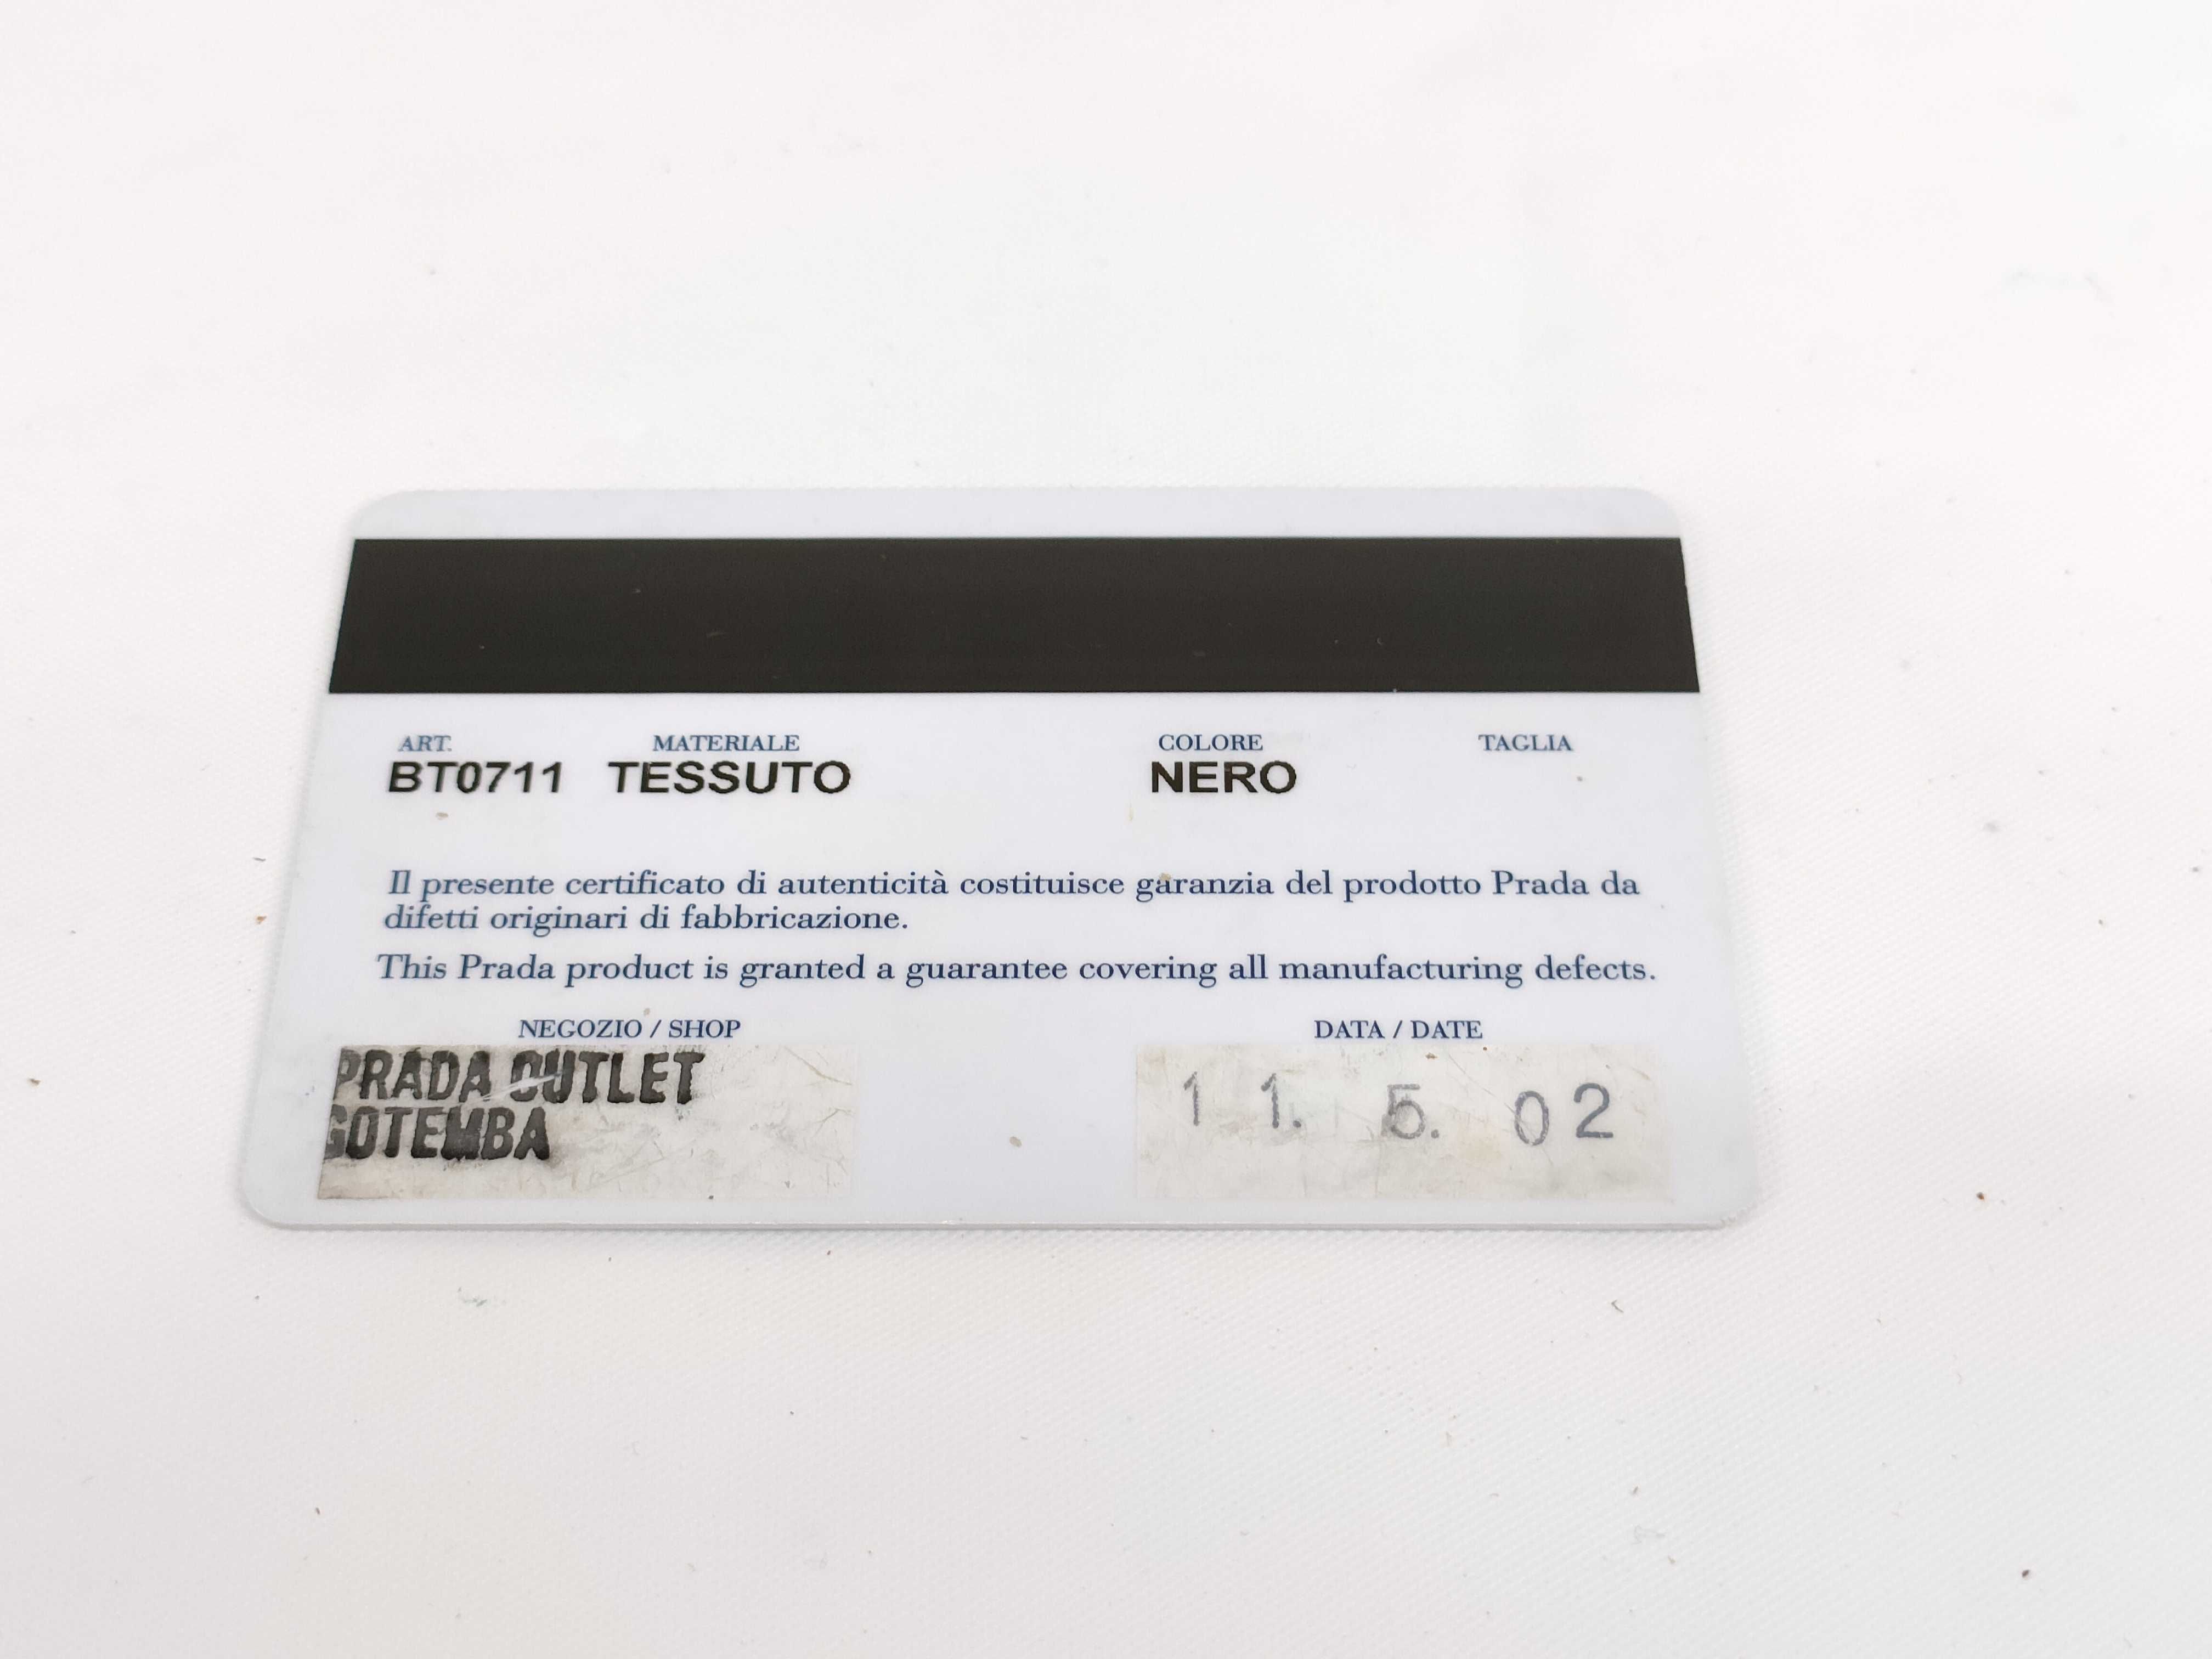 ART. MATERIALE COLORE TAGLIA
BT0711 TESSUTO NERO
Il presente certificato di autenticità costituisce garanzia del prodotto Prada da
difetti originari di fabbricazione.
This Prada product is granted a guarantee covering all manufacturing defects.
NEGOZIO / SHOP DATA / DATE
PRADA OUTLET
GOTEMBA
11. 5. 02